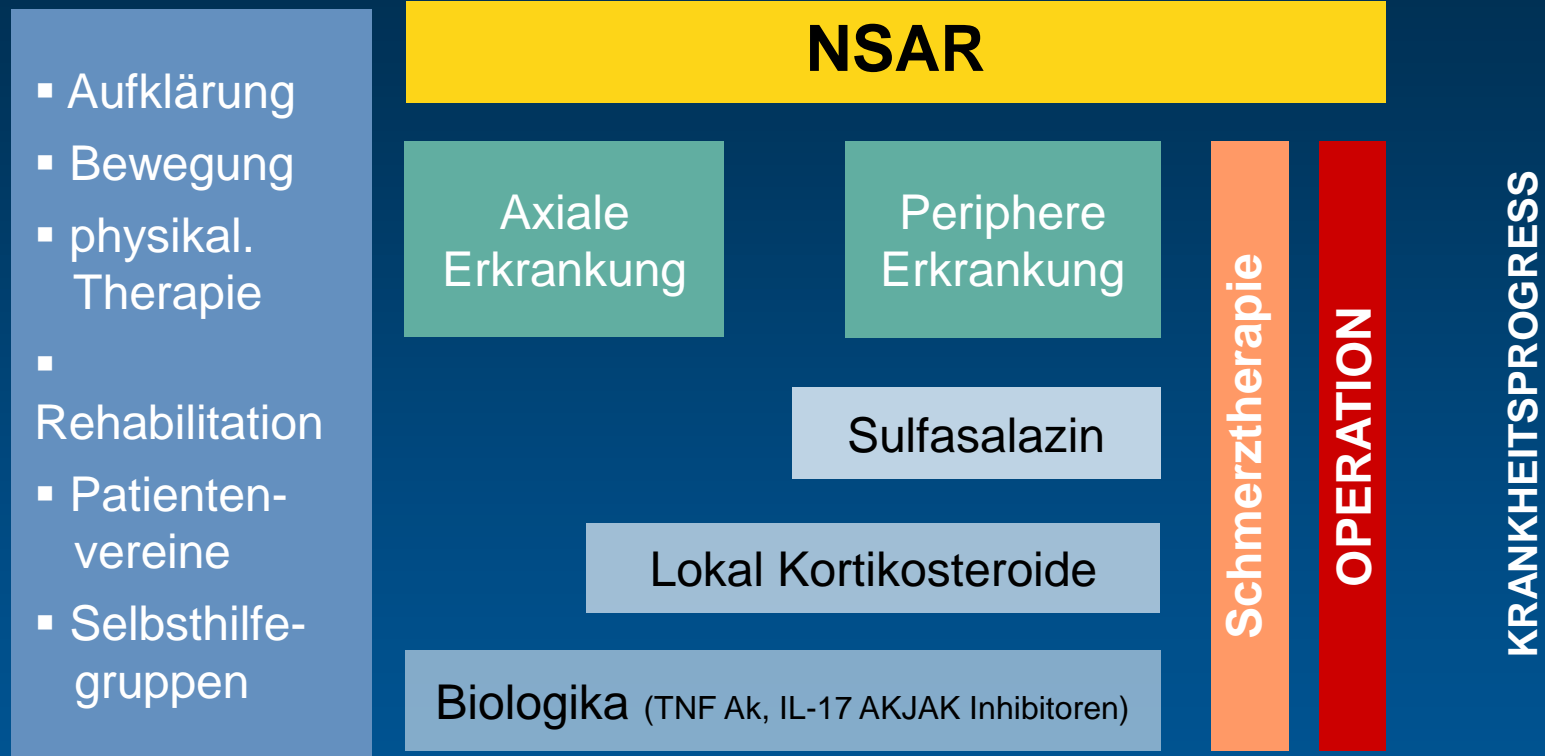 ▪ Aufklärung
▪ Bewegung
▪ physikal.
Therapie
▪
Rehabilitation
▪ Patienten-
vereine
▪ Selbsthilfe-
gruppen
NSAR
Axiale
Erkrankung
Periphere
Erkrankung
Sulfasalazin
Lokal Kortikosteroide
Biologika (TNF Ak, IL-17 AKJAK Inhibitoren)
Schmerztherapie
OPERATION
KRANKHEITSPROGRESS